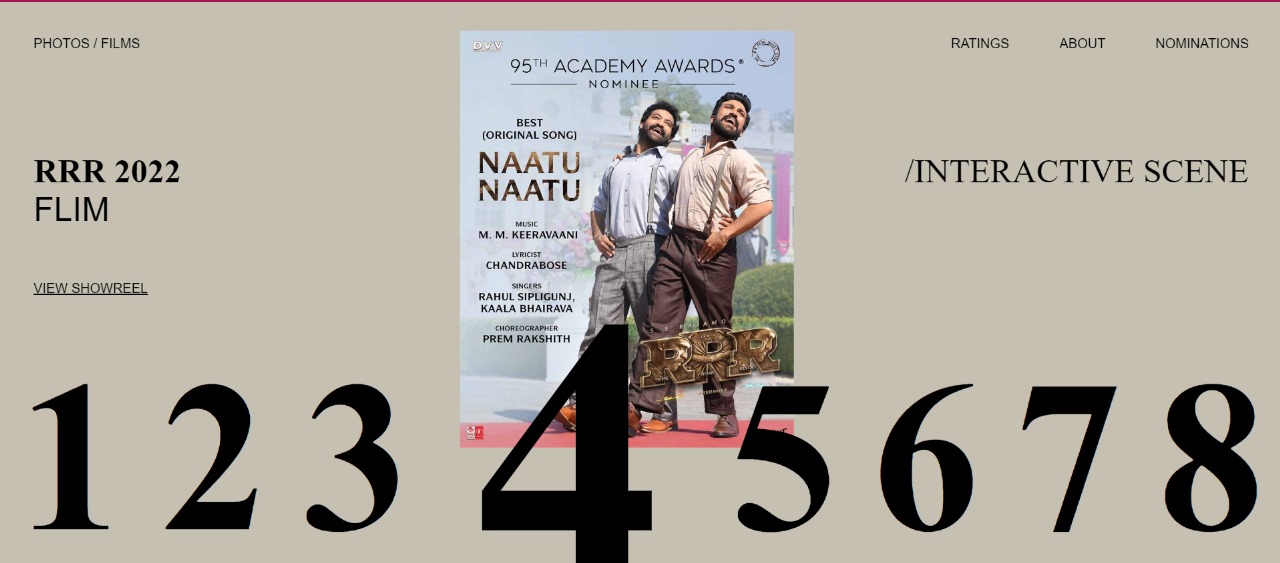 PHOTOS / FILMS
RATINGS
ABOUT
NOMINATIONS
DVV
95TH ACADEMY AWARDS®
NOMINEE
BEST
(ORIGINAL SONG)
NAATU
NAATU
MUSIC
M. M. KEERAVAANI
LYRICIST
CHANDRABOSE
SINGERS
RAHUL SIPLIGUNJ,
KAALA BHAIRAVA
CHOREOGRAPHER
PREM RAKSHITH
RRR
RRR 2022
FLIM
VIEW SHOWREEL
/INTERACTIVE SCENE
1 2 3 4 5 6 7 8